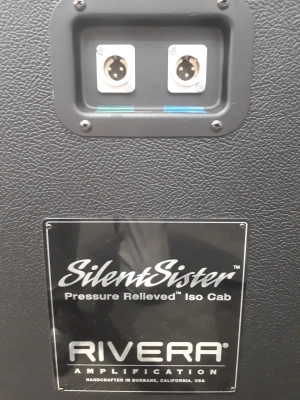 SilentSister™
Pressure Relieved™ Iso Cab
RIVERA®
AMPLIFICATION
HANDCRAFTED IN BURBANK, CALIFORNIA, USA